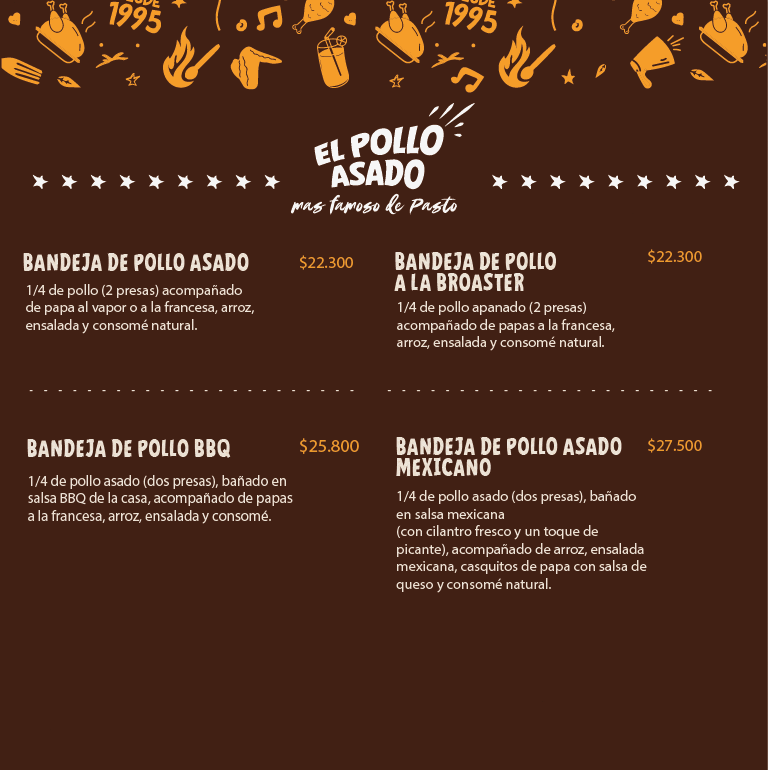 1995
1995
EL POLLO
ASADO
mas famoso de Pasto
BANDEJA DE POLLO ASADO
$22.300
1/4 de pollo (2 presas) acompañado
de papa al vapor o a la francesa, arroz,
ensalada y consomé natural.
BANDEJA DE POLLO
A LA BROASTER
$22.300
1/4 de pollo apanado (2 presas)
acompañado de papas a la francesa,
arroz, ensalada y consomé natural.
BANDEJA DE POLLO BBQ
$25.800
1/4 de pollo asado (dos presas), bañado en
salsa BBQ de la casa, acompañado de papas
a la francesa, arroz, ensalada y consomé.
BANDEJA DE POLLO ASADO
MEXICANO
$27.500
1/4 de pollo asado (dos presas), bañado
en salsa mexicana
(con cilantro fresco y un toque de
picante), acompañado de arroz, ensalada
mexicana, casquitos de papa con salsa de
queso y consomé natural.